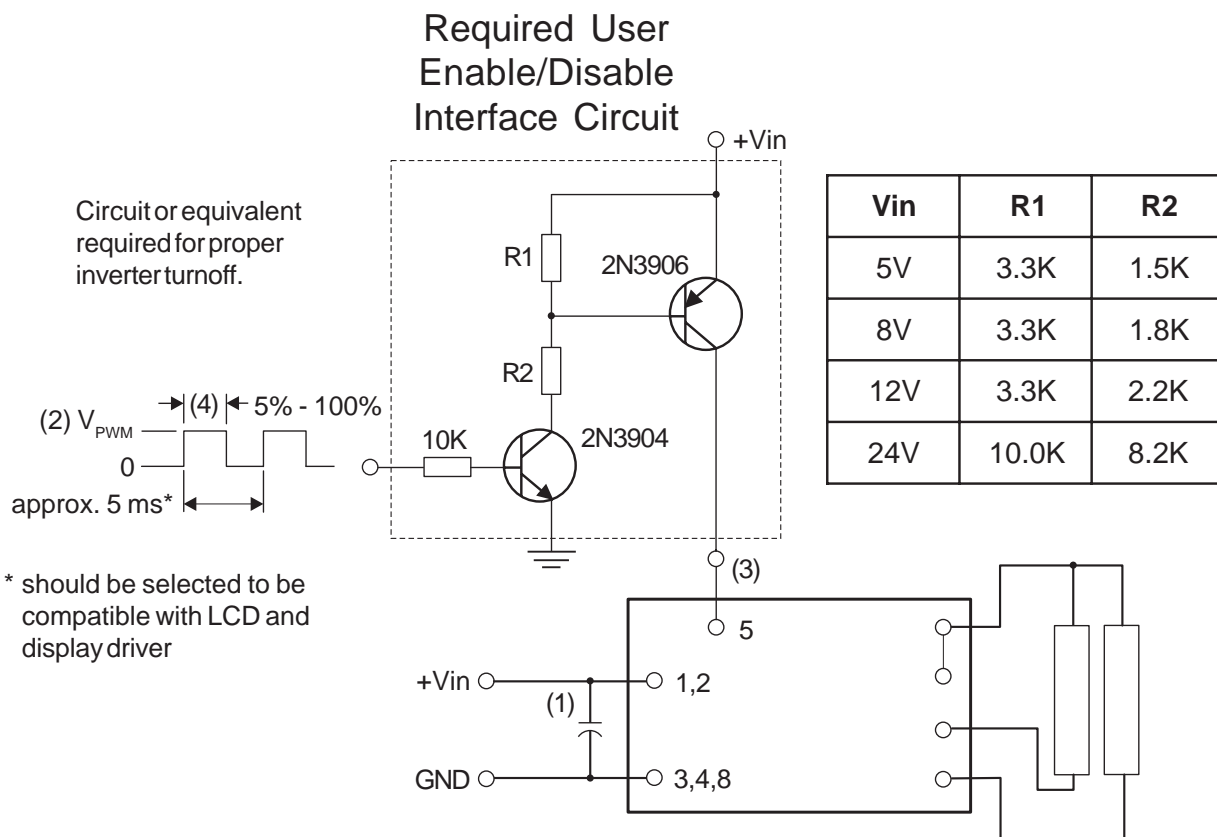 Required User
Enable/Disable
Interface Circuit
+Vin
Circuit or equivalent
required for proper
inverter turnoff.
R1
2N3906
R2
(2) VPWM
(4)
5% - 100%
0
approx. 5 ms*
10K
2N3904
Vin R1 R2
5V 3.3K 1.5K
8V 3.3K 1.8K
12V 3.3K 2.2K
24V 10.0K 8.2K
* should be selected to be
compatible with LCD and
display driver
(3)
5
+Vin
(1)
1,2
GND
3,4,8